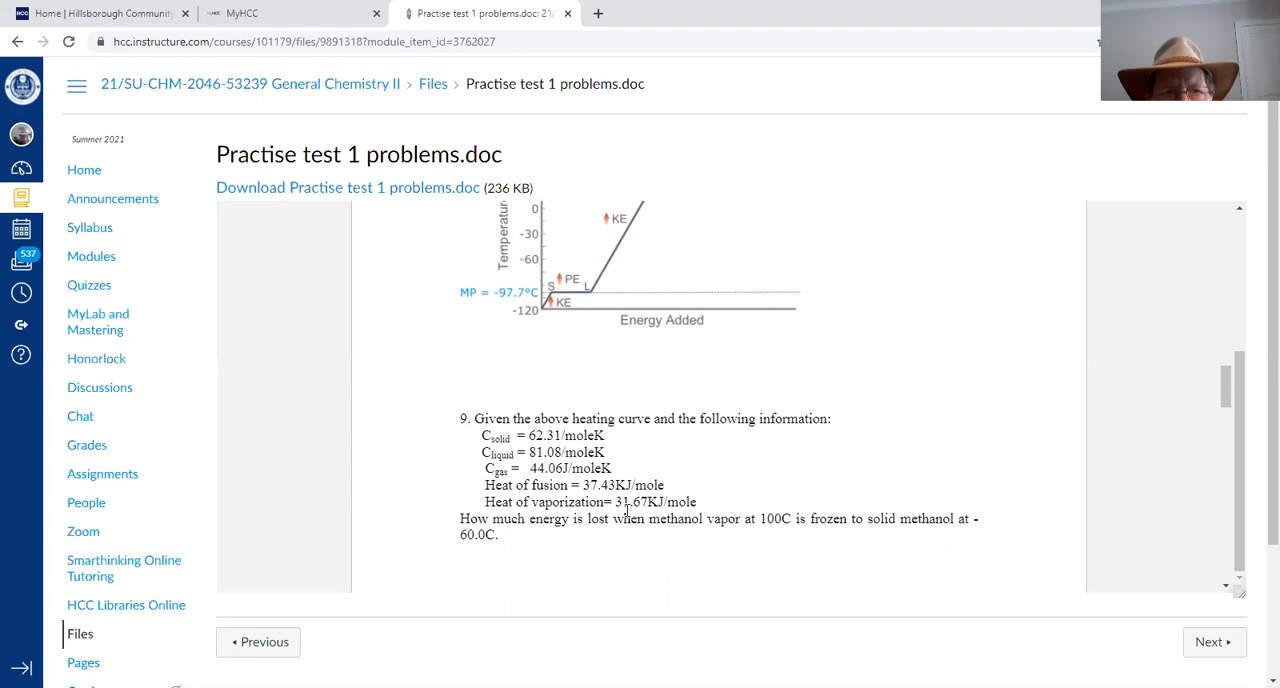 Home | Hillsborough Community
MyHCC
Practise test 1 problems.doc: 21/
hcc.instructure.com/courses/101179/files/9891318?module_item_id=3762027
21/SU-CHM-2046-53239 General Chemistry II › Files › Practise test 1 problems.doc
Summer 2021
Home
Announcements
Syllabus
Modules
Quizzes
MyLab and
Mastering
Honorlock
Discussions
Chat
Grades
Assignments
People
Zoom
Smarthinking Online
Tutoring
HCC Libraries Online
Files
Pages
537
Practise test 1 problems.doc
Download Practise test 1 problems.doc (236 KB)
Temperatur
0
-30
-60
-120
KE
PE
S
L
KE
MP = -97.7°C
Energy Added
9. Given the above heating curve and the following information:
Csolid = 62.31/moleK
Cliquid = 81.08/moleK
Cgas = 44.06J/moleK
Heat of fusion = 37.43KJ/mole
Heat of vaporization= 31.67KJ/mole
How much energy is lost when methanol vapor at 100C is frozen to solid methanol at -
60.0C.
Previous
Next